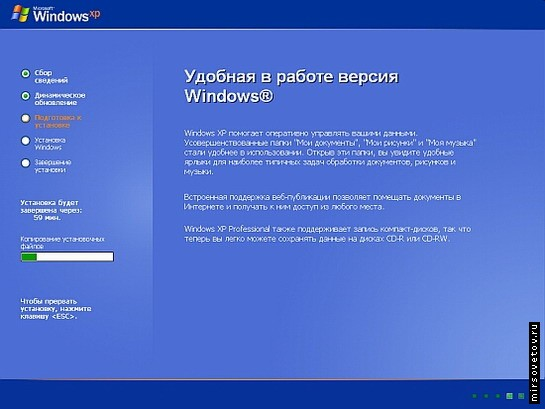 Microsoft
Windows xp
Сбор
сведений
Динамическое
обновление
Подготовка к
установке
Установка
Windows
Завершение
установки
Установка будет
завершена через:
59 мин.
Копирование установочных
файлов
Чтобы прервать
установку, нажмите
клавишу <ESC>.
Удобная в работе версия
Windows®
Windows XP помогает оперативно управлять вашими данными.
Усовершенствованные папки "Мои документы", "Мои рисунки" и "Моя музыка"
стали удобнее в использовании. Открыв эти папки, вы увидите удобные
ярлыки для наиболее типичных задач обработки документов, рисунков и
музыки.
Встроенная поддержка веб-публикации позволяет помещать документы в
Интернете и получать к ним доступ из любого места.
Windows XP Professional также поддерживает запись компакт-дисков, так что
теперь вы легко можете сохранять данные на дисках CD-R или CD-RW.
mirsovetov.ru